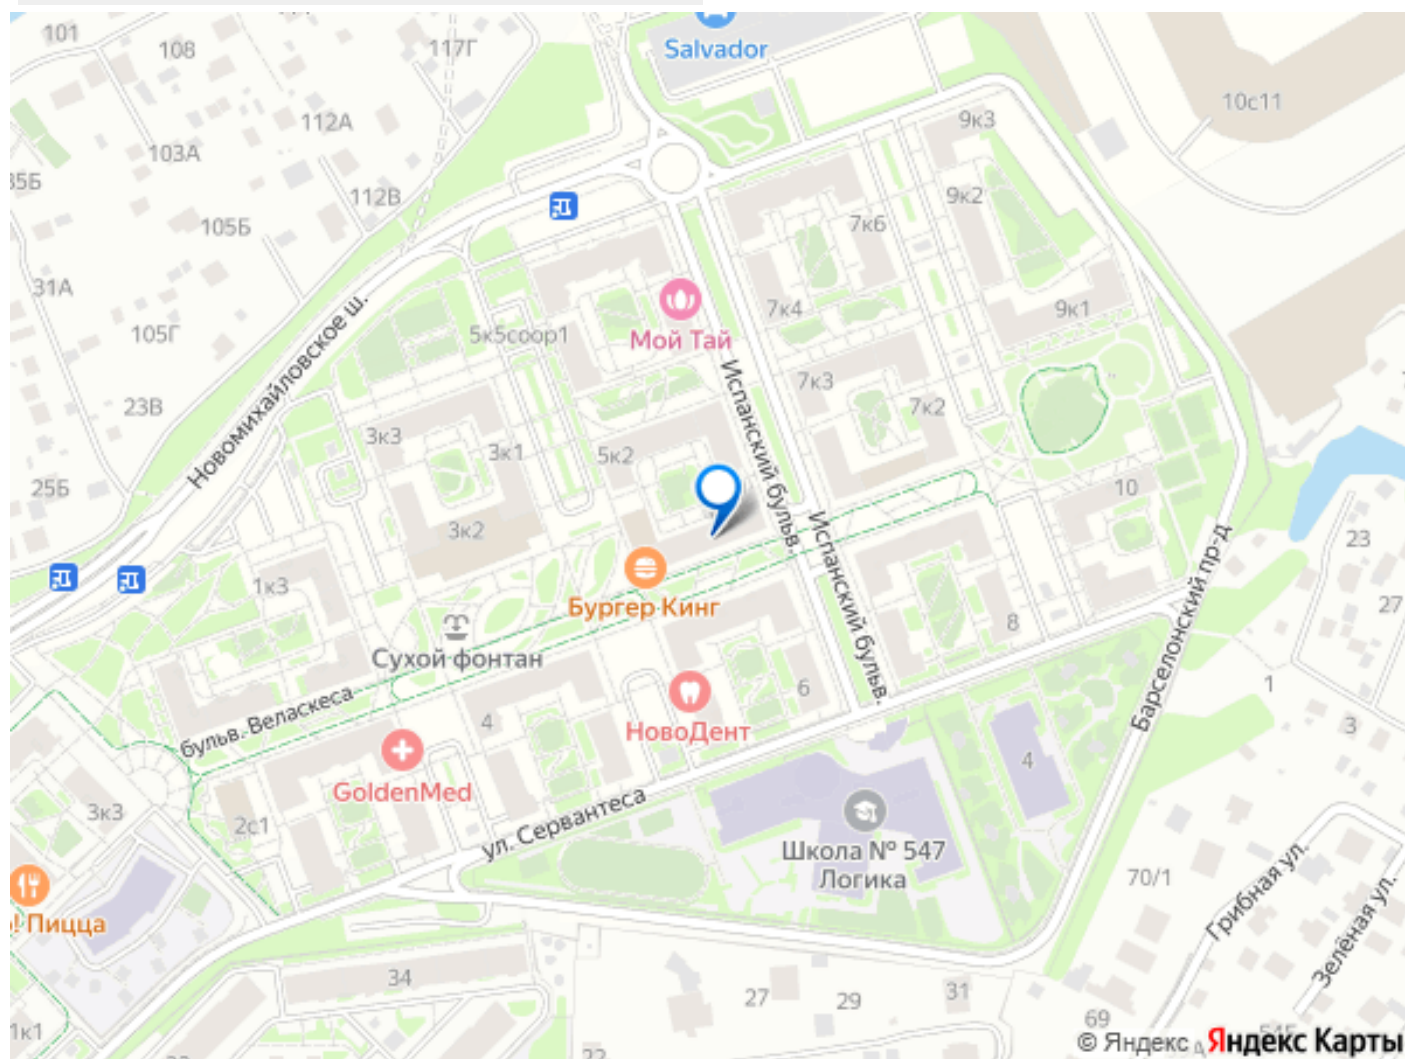 101
108
117Г
Salvador
10с11
112А
9к3
103А
35Б
112В
9к2
105Б
7к6
31А
7к4
9к1
105Г
5к5соор1
Мой Тай
Новомихайловское ш.
Испанский бульв.
7к3
23В
7к2
3к3
3к1
5к2
25Б
10
3к2
Испанский бульв.
23
1к3
Бургер Кинг
27
8
Сухой фонтан
Барселонский пр-д
бульв. Веласкеса
6
1
4
НовоДент
3
4
GoldenMed
3к3
2с1
ул. Сервантеса
Школа № 547
Логика
70/1
Грибная ул.
Зелёная ул.
! Пицца
34
27
29
31
69
1к1
22
© Яндекс Яндекс Карты